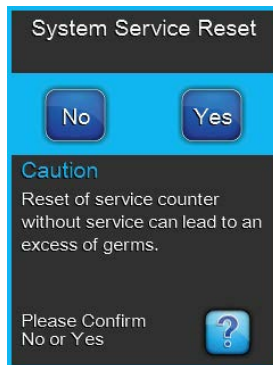 System Service Reset
No Yes
Caution
Reset of service counter
without service can lead to an
excess of germs.
Please Confirm
No or Yes
?